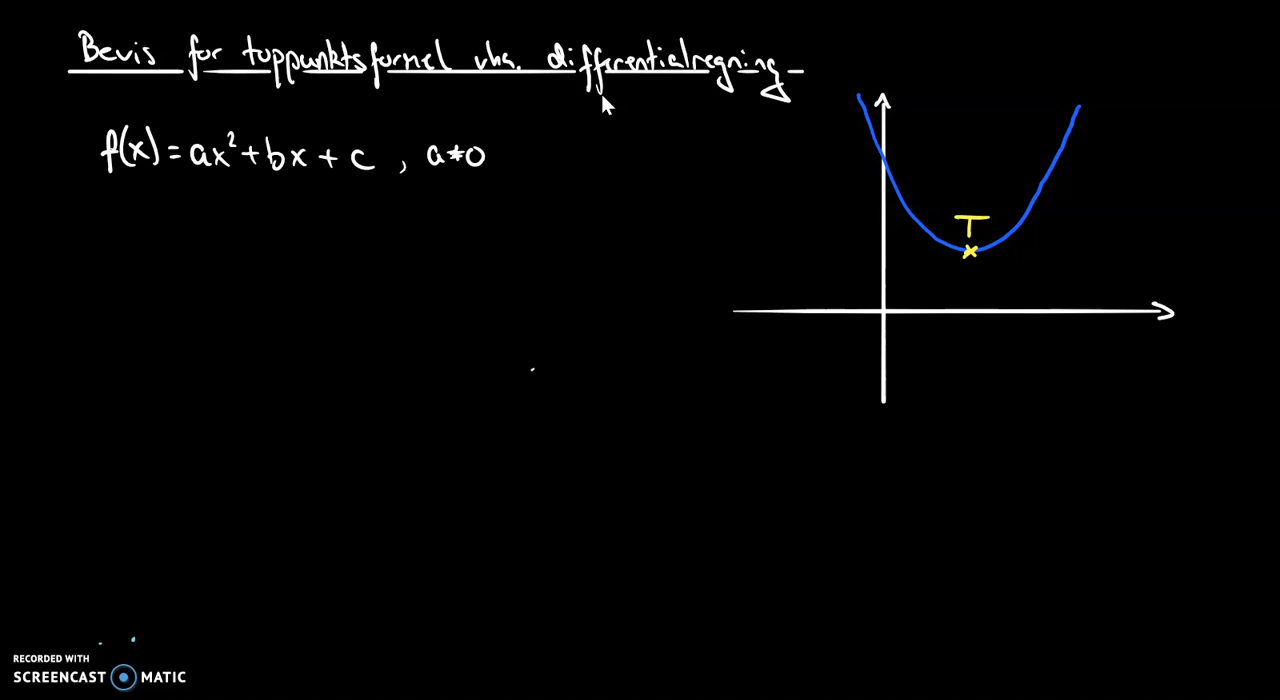 Bevis for toppunktsformel vha. differentialregning
f(x) = ax² + bx + c , a ≠ 0
T
RECORDED WITH
SCREENCAST MATIC